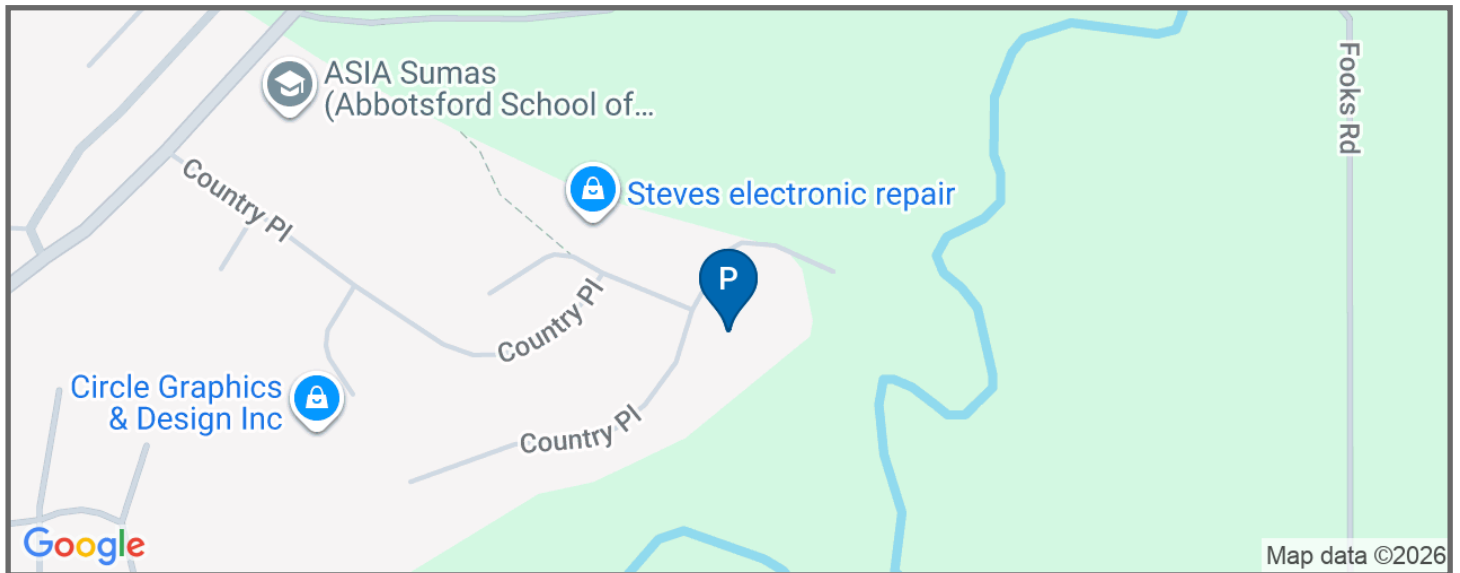 ASIA Sumas
(Abbotsford School of...
Fooks Rd
Country Pl
Steves electronic repair
P
Country Pl
Circle Graphics
& Design Inc
Country Pl
Google
Map data ©2026